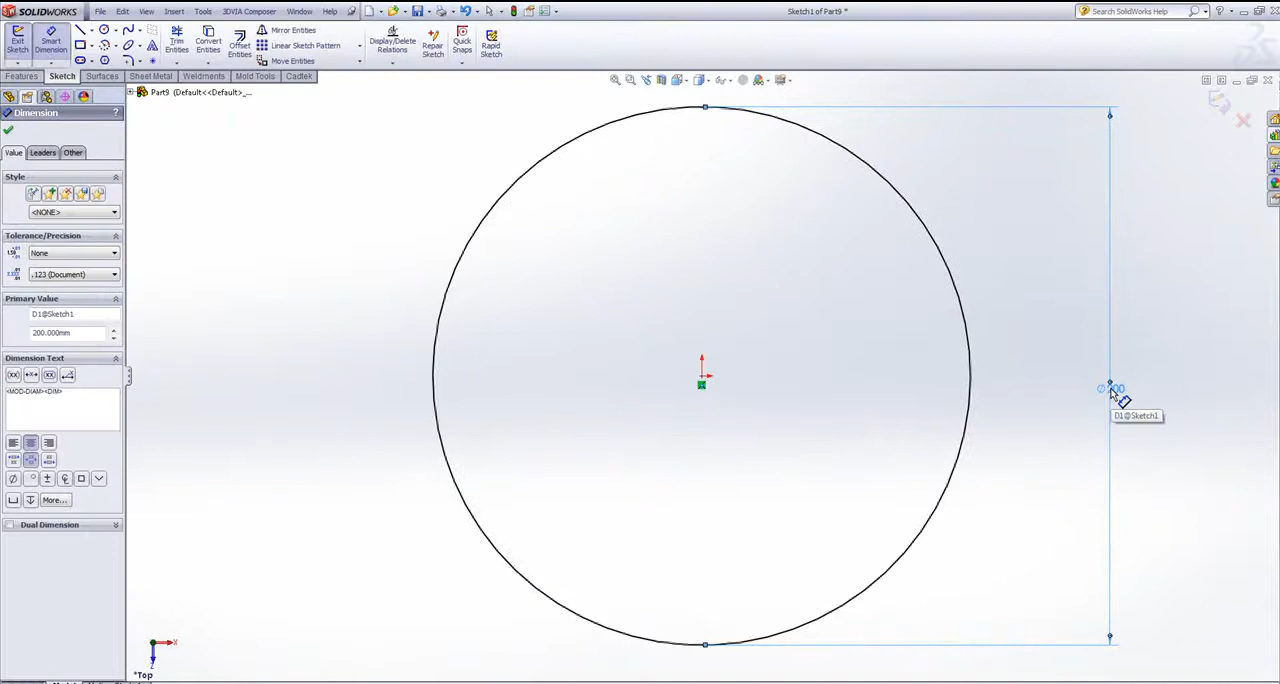 SOLIDWORKS File Edit View Insert Tools 3DVIA Composer Window Help Sketch1 of Part9 * Search SolidWorks Help
Exit Sketch
Smart Dimension
Trim Entities
Convert Entities
Offset Entities
Mirror Entities
Linear Sketch Pattern
Move Entities
Display/Delete Relations
Repair Sketch
Quick Snaps
Rapid Sketch
Features Sketch Surfaces Sheet Metal Weldments Mold Tools Cadtek
Part9 (Default<<Default>_...
Dimension ?
Value Leaders Other
Style
<NONE>
Tolerance/Precision
None
.123 (Document)
Primary Value
D1@Sketch1
200.000mm
Dimension Text
<MOD-DIAM><DIM>
More...
Dual Dimension
D1@Sketch1
X
Z
*Top